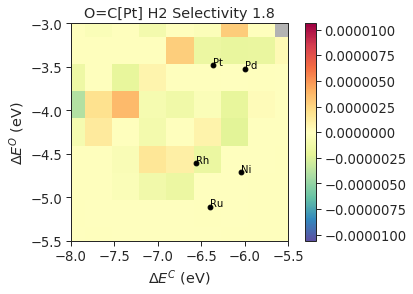 O=C[Pt] H2 Selectivity 1.8
−3.0
−3.5
−4.0
−4.5
−5.0
−5.5
ΔE^O (eV)
−8.0 −7.5 −7.0 −6.5 −6.0 −5.5
ΔE^C (eV)
Pt
Pd
Rh
Ni
Ru
0.0000100
0.0000075
0.0000050
0.0000025
0.0000000
−0.0000025
−0.0000050
−0.0000075
−0.0000100